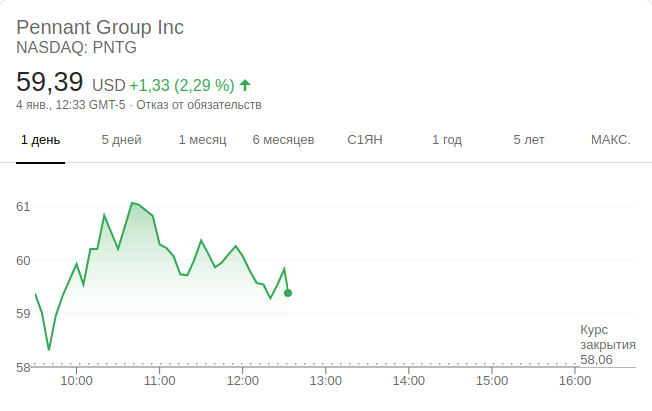 Pennant Group Inc
NASDAQ: PNTG
59,39 USD +1,33 (2,29 %)
4 янв., 12:33 GMT-5 · Отказ от обязательств
1 день 5 дней 1 месяц 6 месяцев С1ЯН 1 год 5 лет МАКС.
61
60
59
Курс
закрытия
58,06
58
10:00 11:00 12:00 13:00 14:00 15:00 16:00